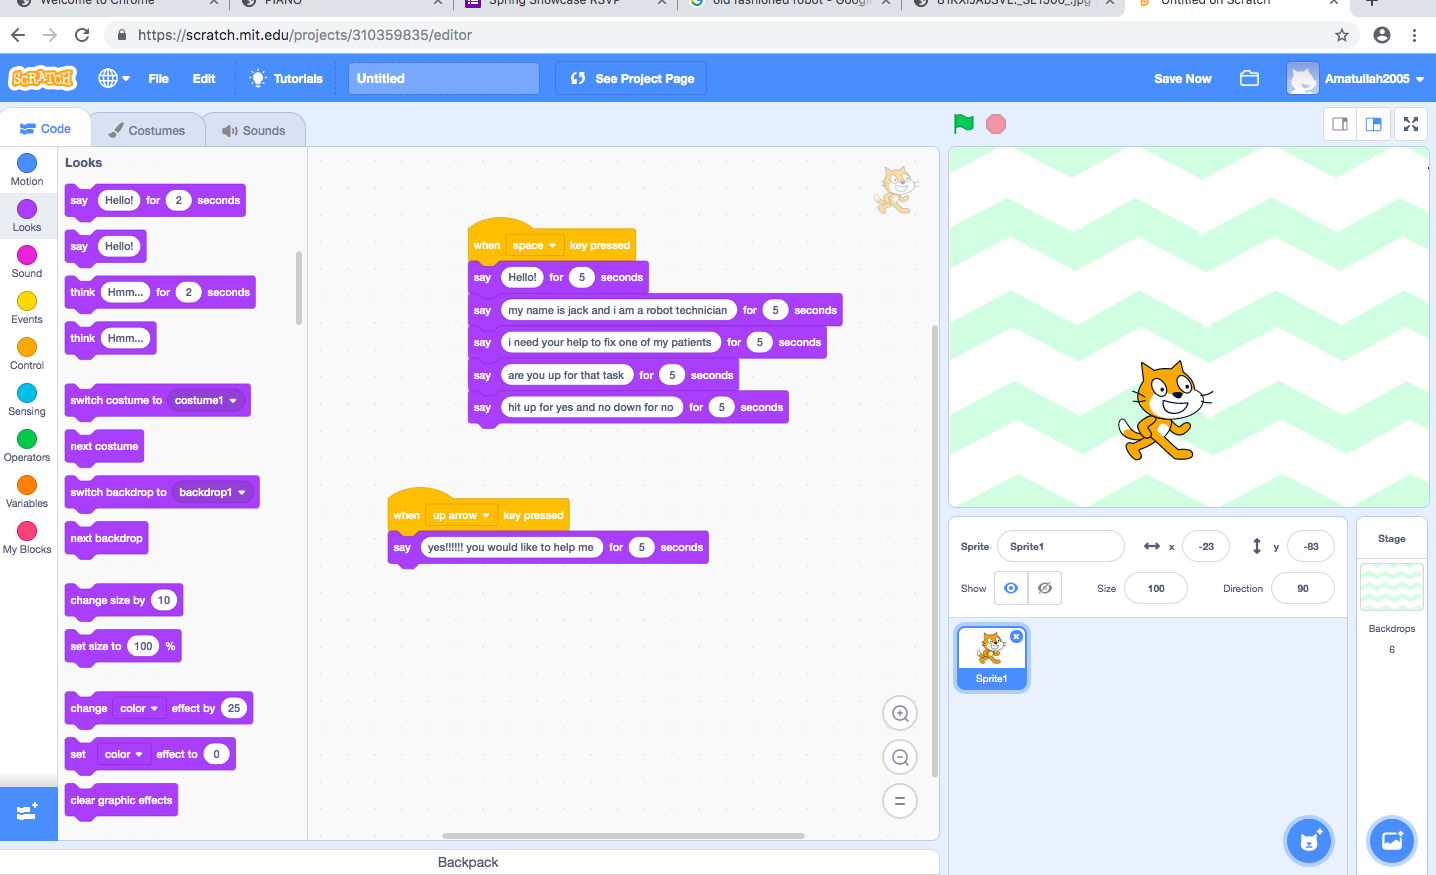 Welcome to Chrome
PIANO
Spring Showcase RSVP
old fashioned robot - Google
Untitled on Scratch
https://scratch.mit.edu/projects/310359835/editor
SCRATCH
File
Edit
Tutorials
Untitled
See Project Page
Save Now
Amatullah2005
Code
Costumes
Sounds
Motion
Looks
Sound
Events
Control
Sensing
Operators
Variables
My Blocks
Looks
say Hello! for 2 seconds
say Hello!
think Hmm... for 2 seconds
think Hmm...
switch costume to costume1
next costume
switch backdrop to backdrop1
next backdrop
change size by 10
set size to 100 %
change color effect by 25
set color effect to 0
clear graphic effects
when space key pressed
say Hello! for 5 seconds
say my name is jack and i am a robot technician for 5 seconds
say i need your help to fix one of my patients for 5 seconds
say are you up for that task for 5 seconds
say hit up for yes and no down for no for 5 seconds
when up arrow key pressed
say yes!!!!!! you would like to help me for 5 seconds
Sprite Sprite1 x -23 y -83
Show Size 100 Direction 90
Sprite1
Stage
Backdrops
6
Backpack